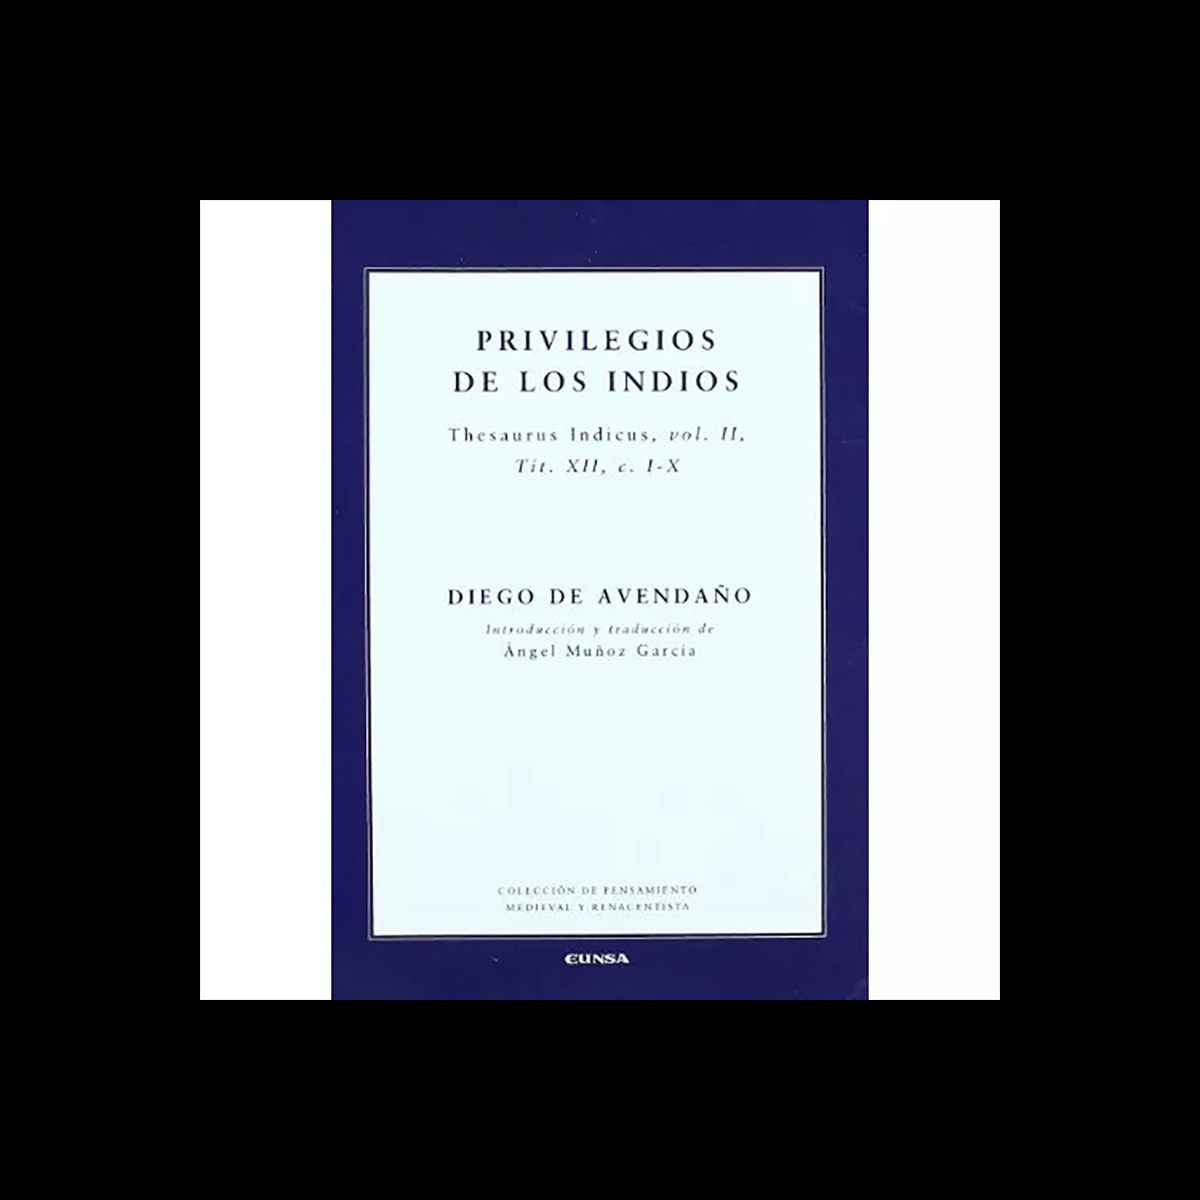 PRIVILEGIOS
DE LOS INDIOS
Thesaurus Indicus, vol. II,
Tít. XII, c. I-X
DIEGO DE AVENDAÑO
Introducción y traducción de
Ángel Muñoz García
COLECCIÓN DE PENSAMIENTO
MEDIEVAL Y RENACENTISTA
EUNSA